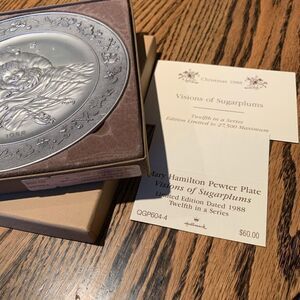 1988
Christmas 1988
Visions of Sugarplums
Twelfth in a Series
Edition Limited to 27,500 Maximum
Mary Hamilton Pewter Plate
Visions of Sugarplums
Limited Edition Dated 1988
Twelfth in a Series
QGP604-4
Hallmark
$60.00